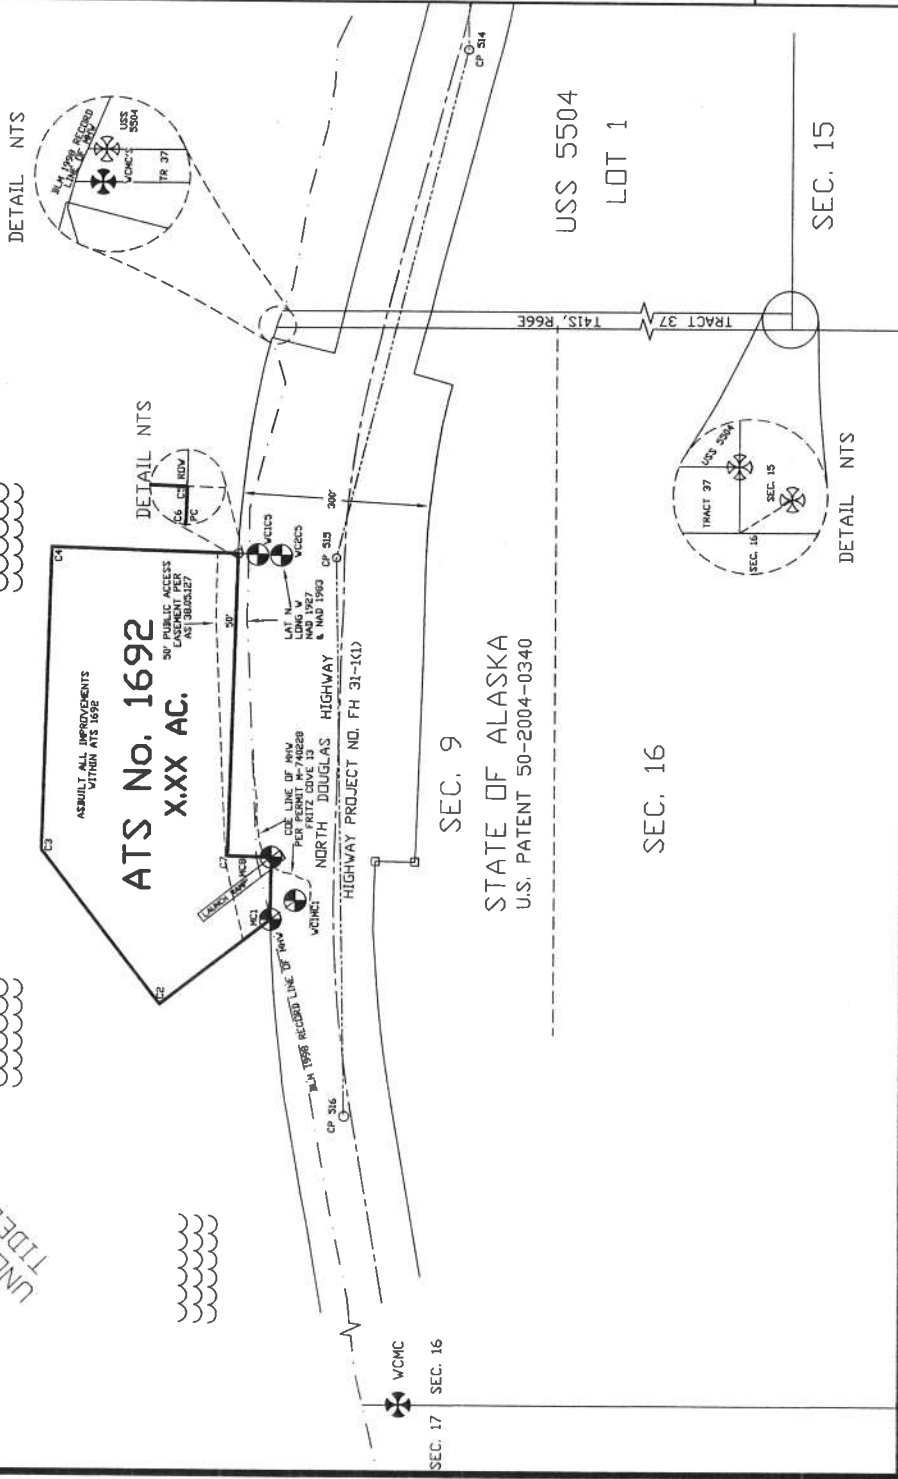 DETAIL NTS
BLM 1998 RECORD
LINE OF MHW
WCMC'S
USS
5504
TR 37
CP 514
USS 5504
LOT 1
SEC. 15
DETAIL NTS
C6
C5
ROW
PC
C4
C3
C2
C7
ASBUILT ALL IMPROVEMENTS
WITHIN ATS 1692
ATS No. 1692
X.XX AC.
50' PUBLIC ACCESS
EASEMENT PER
AS 38.05.127
50'
WC1C5
WC2C5
LAT N
LONG W
NAD 1927
& NAD 1983
300'
CP 515
T41S, R66E
TRACT 37
LAUNCH RAMP
MC8
MC1
WC1MC1
COE LINE OF MHW
PER PERMIT M-740228
FRITZ COVE 13
NORTH DOUGLAS HIGHWAY
HIGHWAY PROJECT NO. FH 31-1(1)
BLM 1998 RECORD LINE OF MHW
CP 516
SEC. 9
STATE OF ALASKA
U.S. PATENT 50-2004-0340
SEC. 16
TRACT 37
USS 5504
SEC. 15
SEC. 16
DETAIL NTS
WCMC
SEC. 17
SEC. 16